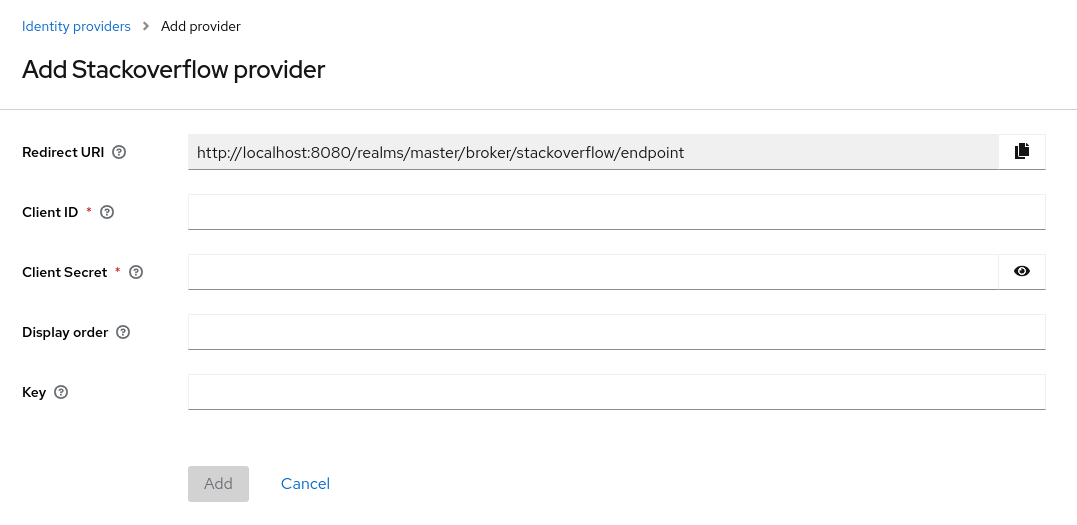 Identity providers > Add provider
Add Stackoverflow provider
Redirect URI
http://localhost:8080/realms/master/broker/stackoverflow/endpoint
Client ID *
Client Secret *
Display order
Key
Add Cancel